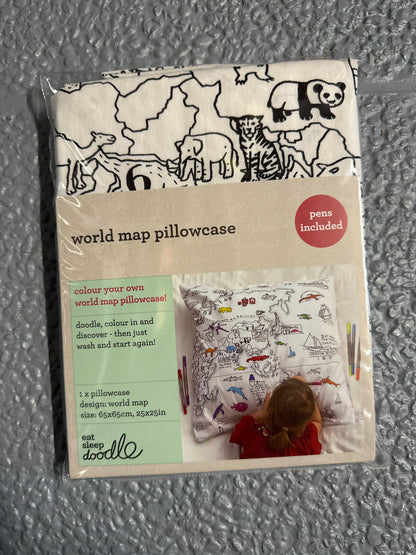 world map pillowcase
pens
included
colour your own
world map pillowcase!
doodle, colour in and
discover - then just
wash and start again!
1 x pillowcase
design: world map
size: 65x65cm, 25x25in
eat
sleep
doodle